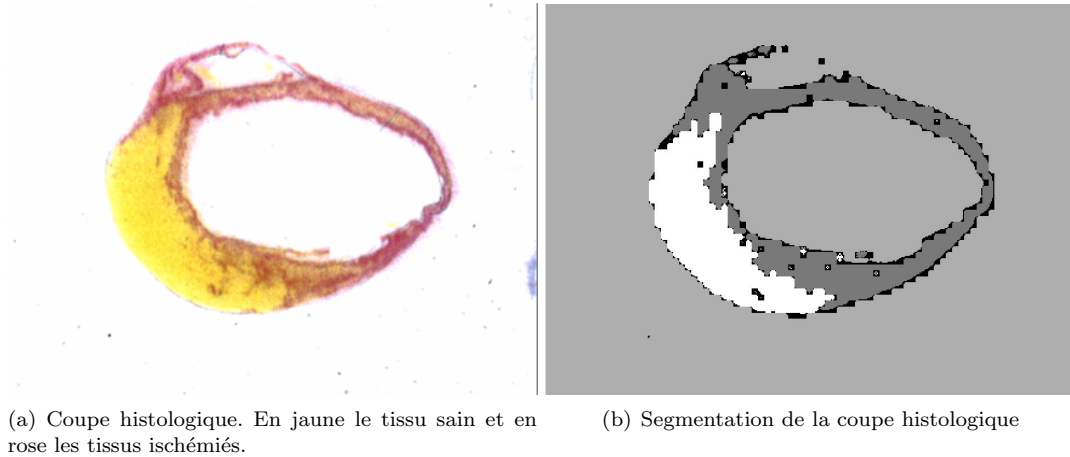 (a) Coupe histologique. En jaune le tissu sain et en
rose les tissus ischémiés.
(b) Segmentation de la coupe histologique